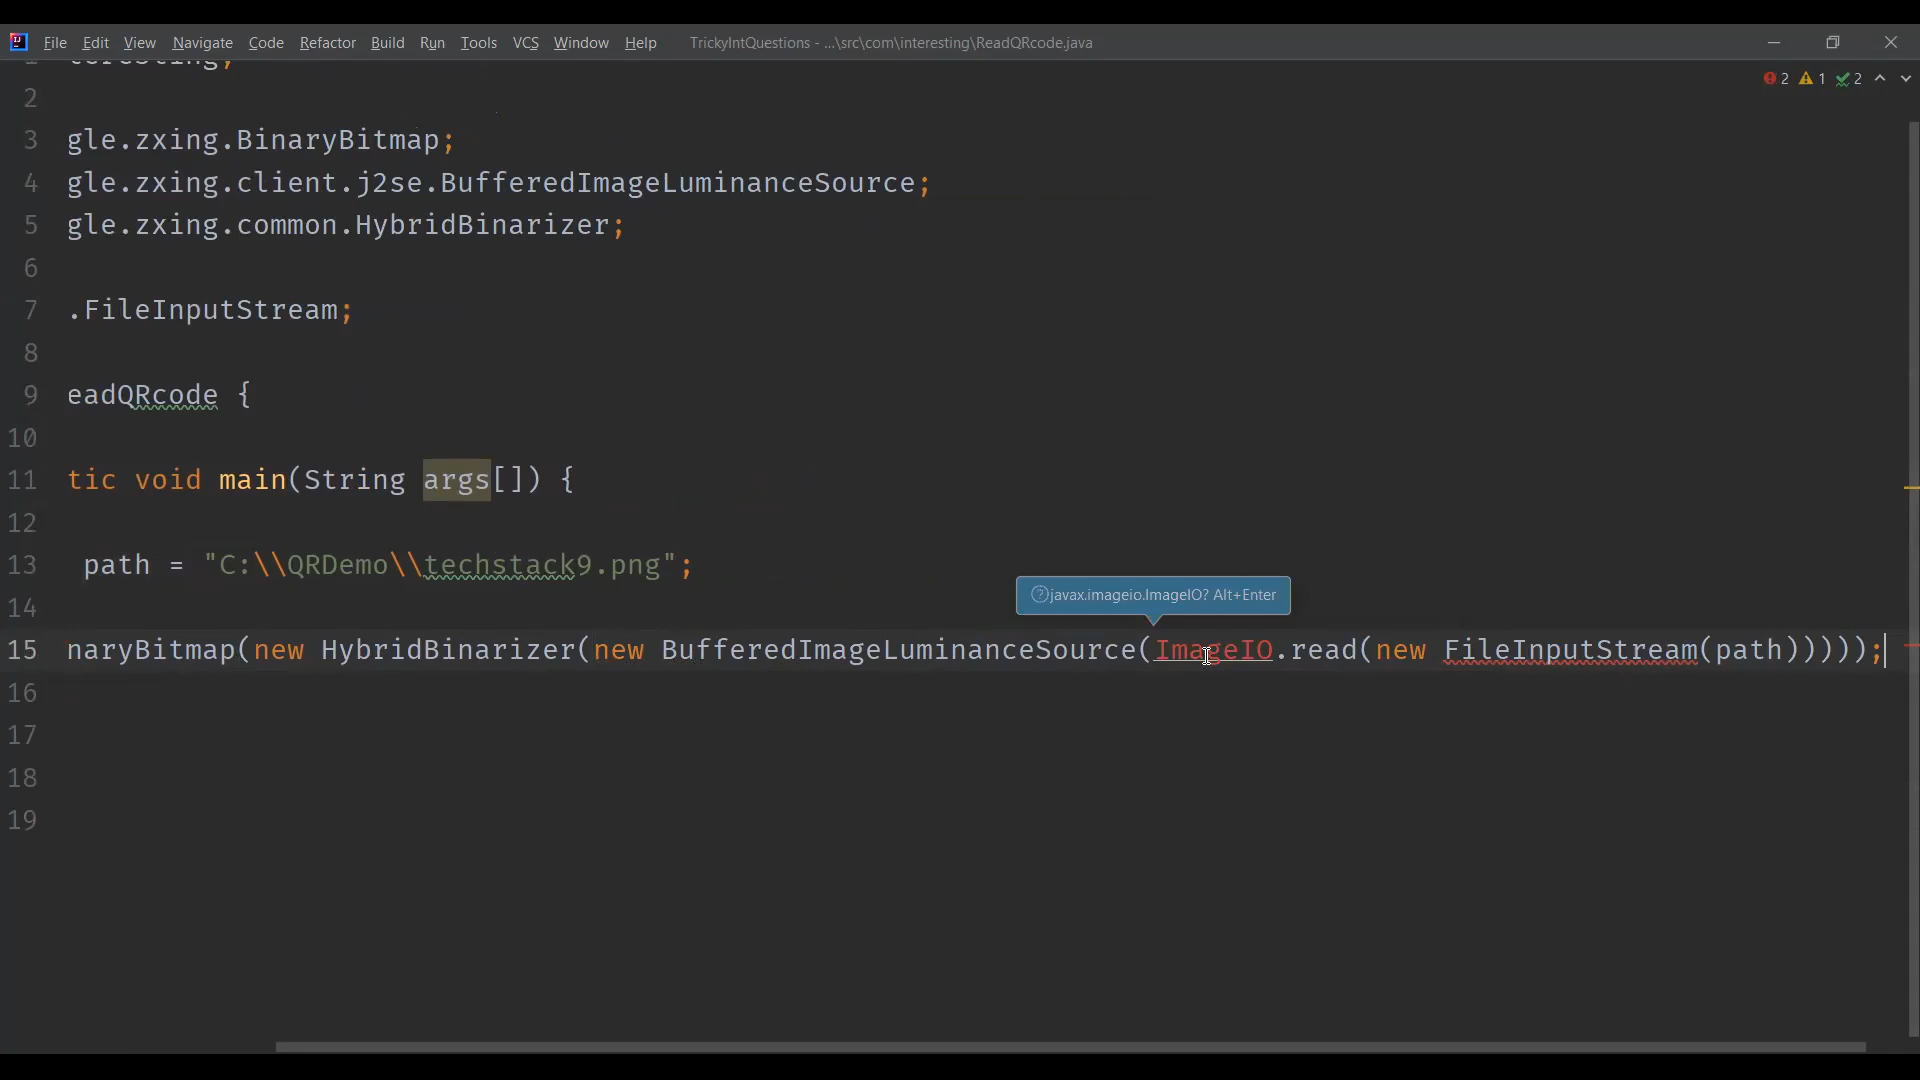 File Edit View Navigate Code Refactor Build Run Tools VCS Window Help TrickyIntQuestions - ...\src\com\interesting\ReadQRcode.java
2 1 2
1 teresting;
2
3 gle.zxing.BinaryBitmap;
4 gle.zxing.client.j2se.BufferedImageLuminanceSource;
5 gle.zxing.common.HybridBinarizer;
6
7 .FileInputStream;
8
9 eadQRcode {
10
11 tic void main(String args[]) {
12
13 path = "C:\\QRDemo\\techstack9.png";
javax.imageio.ImageIO? Alt+Enter
14
15 naryBitmap(new HybridBinarizer(new BufferedImageLuminanceSource(ImageIO.read(new FileInputStream(path)))));
16
17
18
19